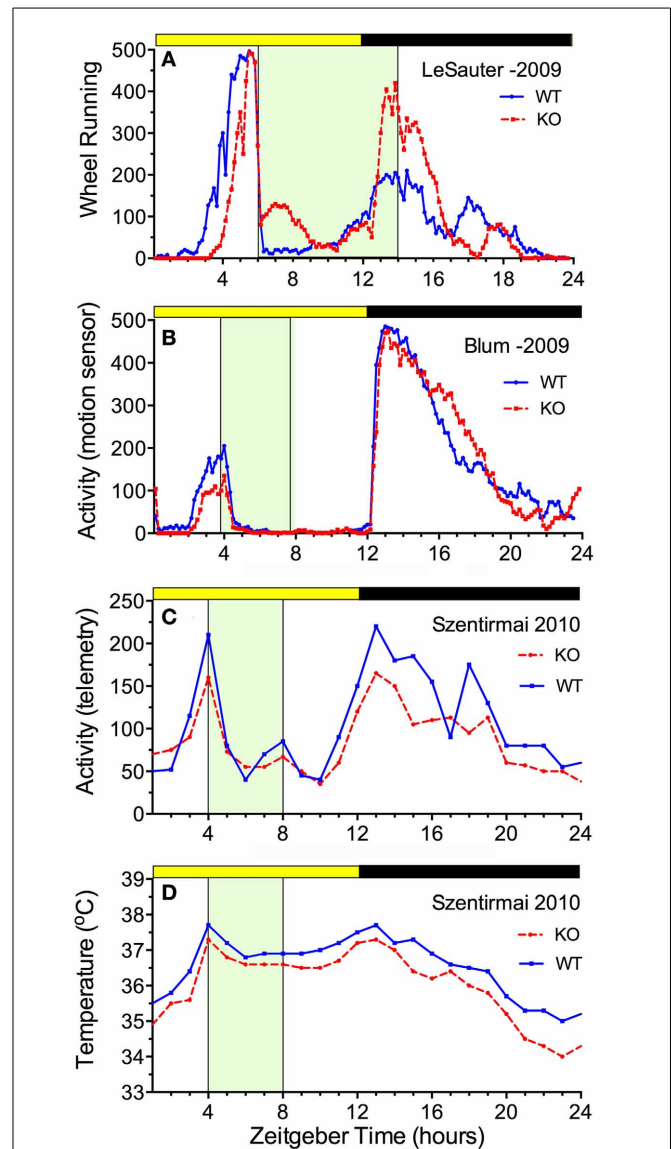 A
LeSauter -2009
WT
KO
Wheel Running
500
400
300
200
100
0
4
8
12
16
18
24
B
Blum -2009
WT
KO
Activity (motion sensor)
500
400
300
200
100
0
4
8
12
16
20
24
C
Szentirmai 2010
KO
WT
Activity (telemetry)
250
200
150
100
50
0
4
8
12
16
20
24
D
Szentirmai 2010
KO
WT
Temperature (ºC)
39
38
37
36
35
34
33
4
8
12
16
20
24
Zeitgeber Time (hours)